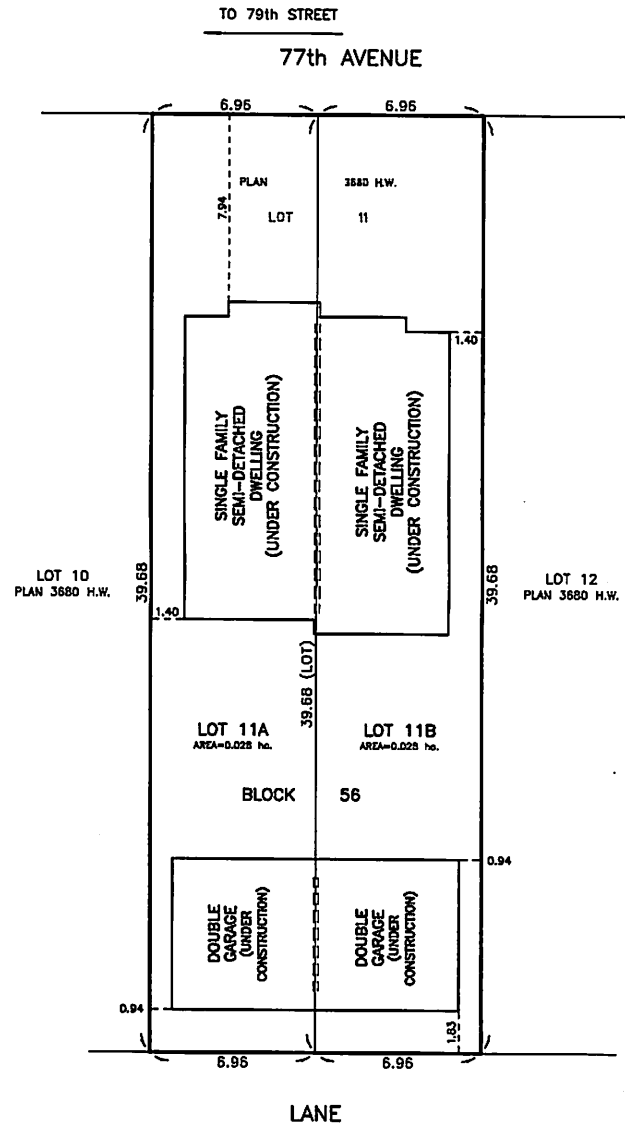 TO 79th STREET
77th AVENUE
6.96 6.96
PLAN 3680 H.W.
7.94
LOT 11
1.40
SINGLE FAMILY
SEMI-DETACHED
DWELLING
(UNDER CONSTRUCTION)
SINGLE FAMILY
SEMI-DETACHED
DWELLING
(UNDER CONSTRUCTION)
LOT 10
PLAN 3680 H.W.
39.68
39.68
LOT 12
PLAN 3680 H.W.
1.40
39.68 (LOT)
LOT 11A
AREA=0.028 ha.
LOT 11B
AREA=0.028 ha.
BLOCK 56
0.94
DOUBLE
GARAGE
(UNDER
CONSTRUCTION)
DOUBLE
GARAGE
(UNDER
CONSTRUCTION)
0.94
1.83
6.96 6.96
LANE